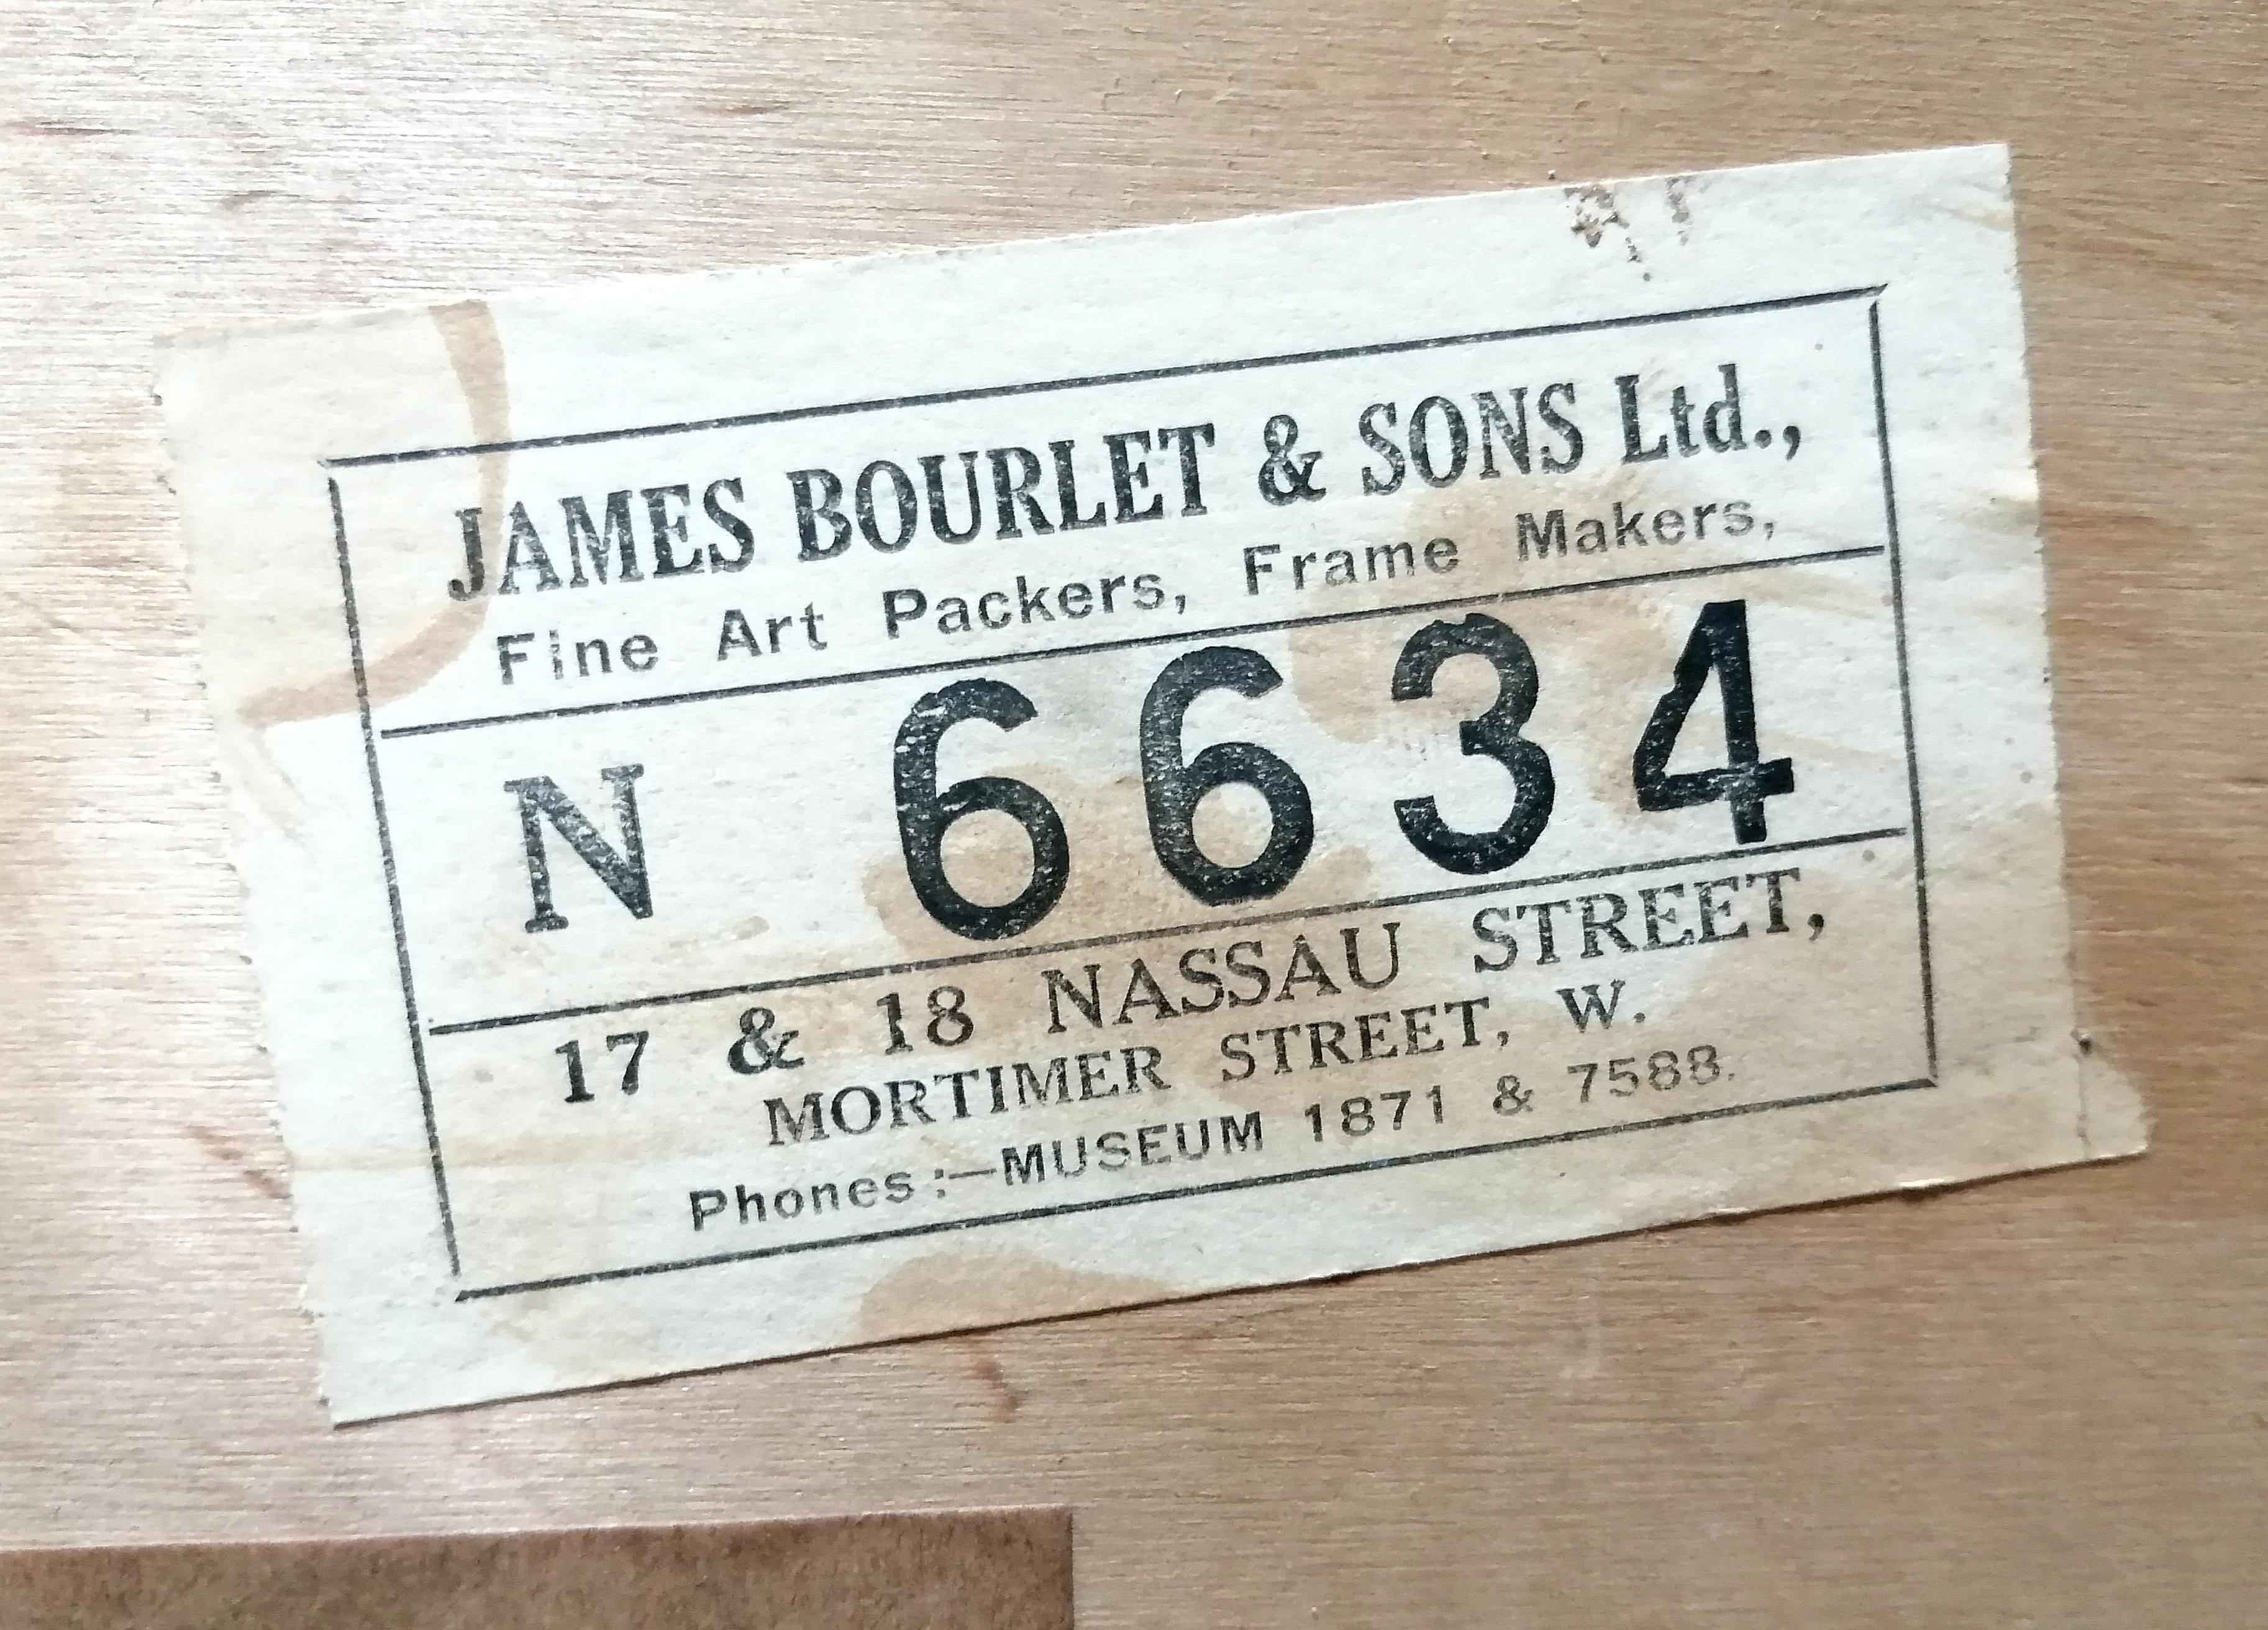 JAMES BOURLET & SONS Ltd.,
Fine Art Packers, Frame Makers,
N 6634
17 & 18 NASSAU STREET,
MORTIMER STREET, W.
Phones:—MUSEUM 1871 & 7588.